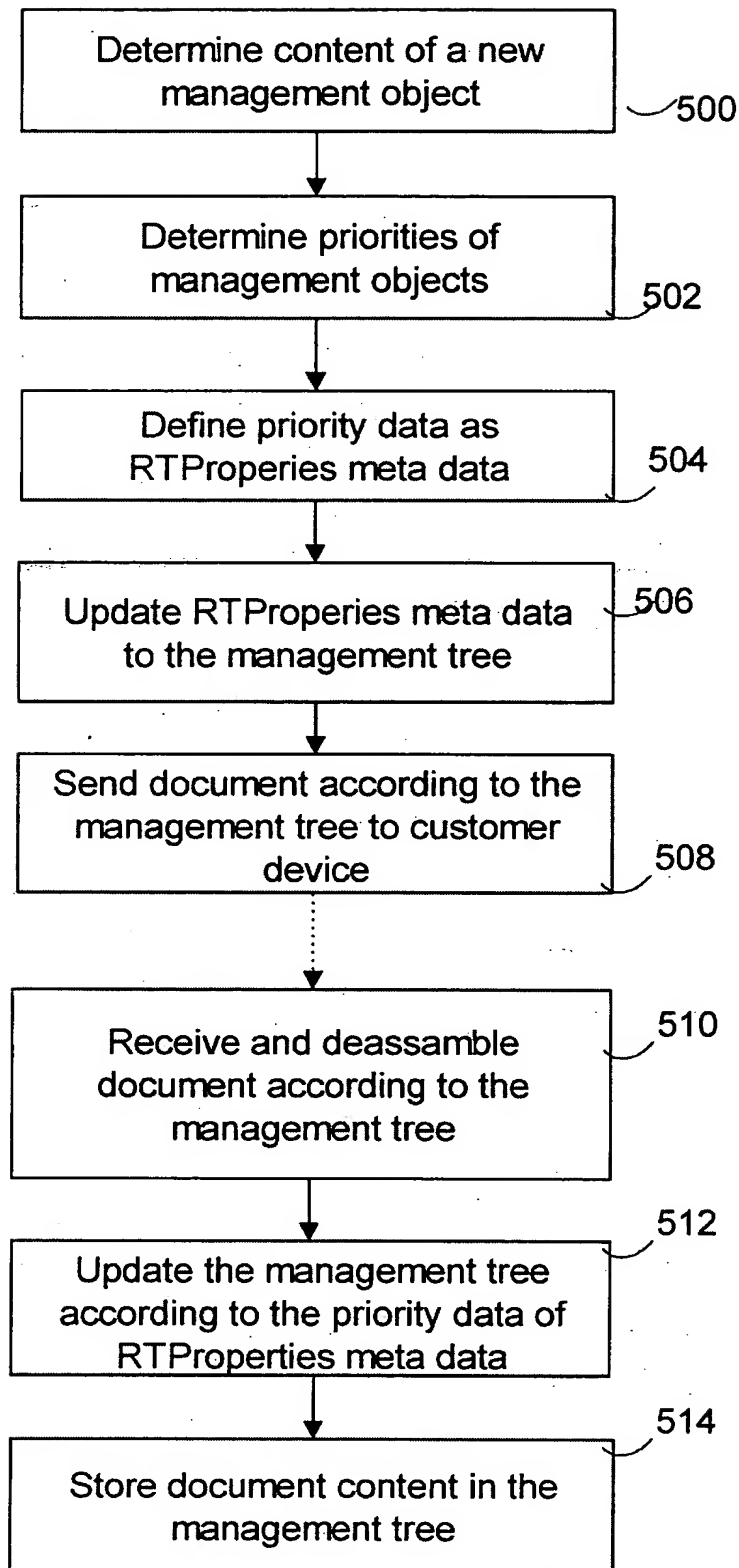 Determine content of a new
management object
500
Determine priorities of
management objects
502
Define priority data as
RTProperies meta data
504
Update RTProperies meta data
to the management tree
506
Send document according to the
management tree to customer
device
508
Receive and deassamble
document according to the
management tree
510
Update the management tree
according to the priority data of
RTProperties meta data
512
Store document content in the
management tree
514